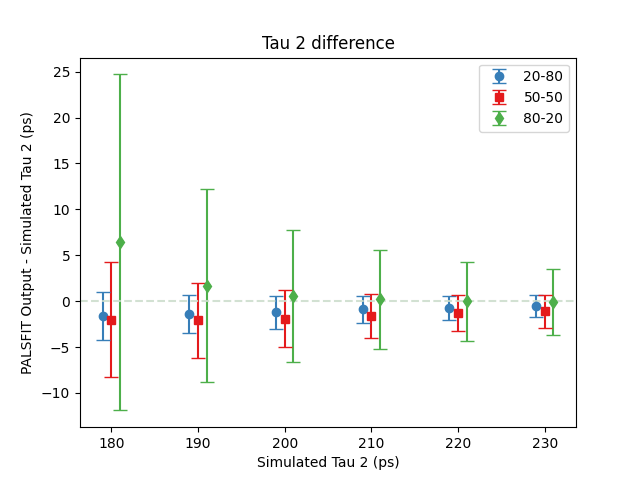 Tau 2 difference
PALSFIT Output - Simulated Tau 2 (ps)
25
20
15
10
5
0
−5
−10
20-80
50-50
80-20
180 190 200 210 220 230
Simulated Tau 2 (ps)